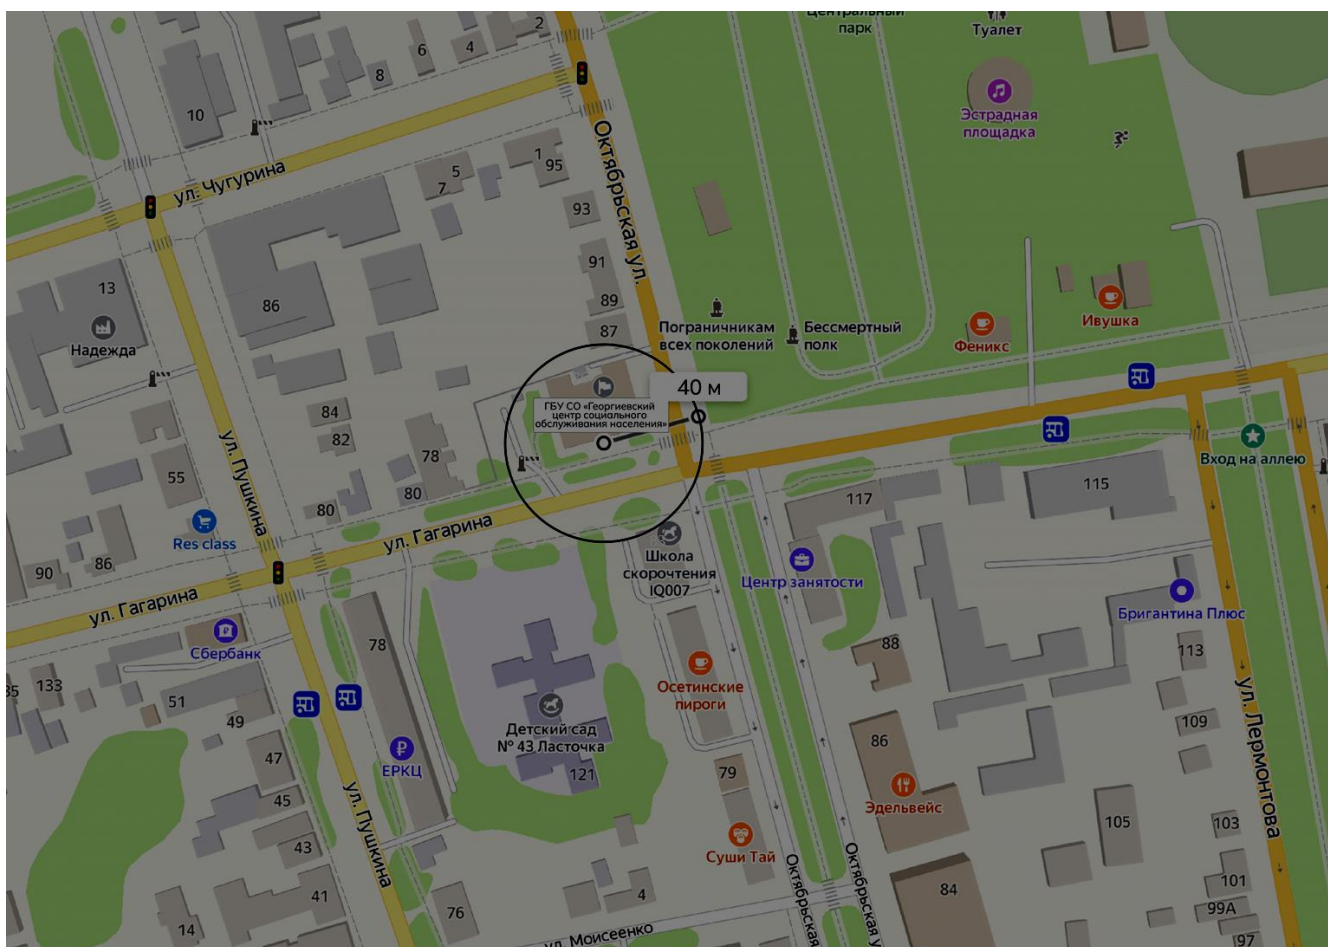 Центральный
парк
Туалет
2
6
4
8
10
Эстрадная
площадка
ул. Чугурина
Октябрьская ул.
1
95
5
7
93
91
13
86
89
87
Надежда
Пограничникам
всех поколений
Бессмертный
полк
Феникс
Ивушка
40 м
ГБУ СО «Георгиевский
центр социального
обслуживания населения»
84
82
78
80
80
55
ул. Пушкина
Res class
86
90
ул. Гагарина
ул. Гагарина
Вход на аллею
115
117
Школа
скорочтения
IQ007
Центр занятости
Бригантина Плюс
Сбербанк
78
88
113
133
35
51
49
Осетинские
пироги
109
Детский сад
№ 43 Ласточка
121
47
ЕРКЦ
86
79
45
Эдельвейс
ул. Лермонтова
ул. Пушкина
43
105
103
Суши Тай
Октябрьская
Октябрьская у
41
4
84
101
99А
14
76
ул. Моисеенко
97